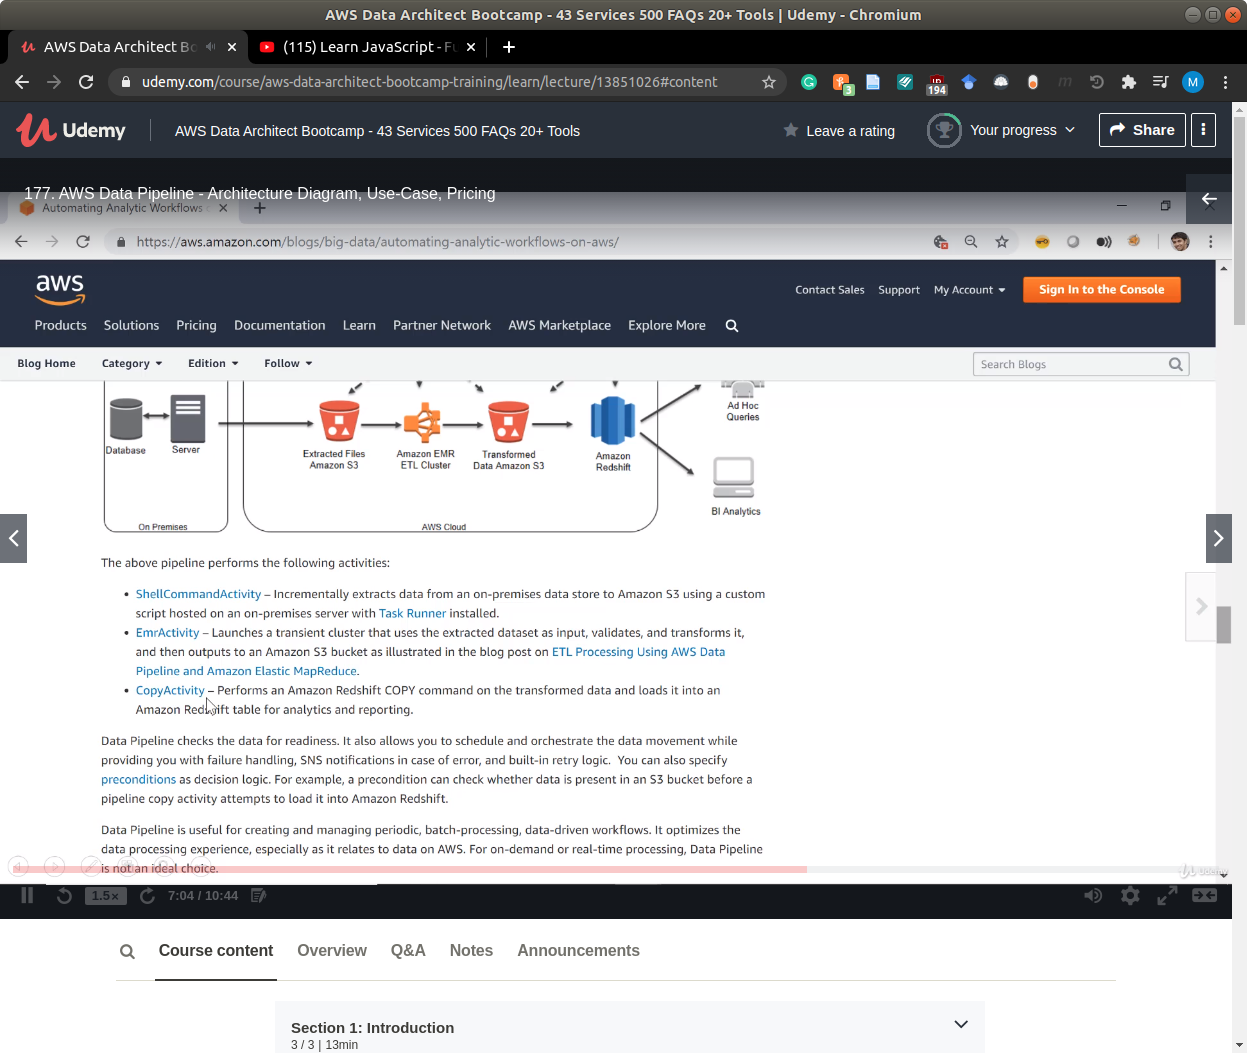 AWS Data Architect Bootcamp - 43 Services 500 FAQs 20+ Tools | Udemy - Chromium
AWS Data Architect Bo
(115) Learn JavaScript - Fu
udemy.com/course/aws-data-architect-bootcamp-training/learn/lecture/13851026#content
3
194
M
Udemy
AWS Data Architect Bootcamp - 43 Services 500 FAQs 20+ Tools
Leave a rating
Your progress
Share
177. AWS Data Pipeline - Architecture Diagram, Use-Case, Pricing
Automating Analytic Workflows
https://aws.amazon.com/blogs/big-data/automating-analytic-workflows-on-aws/
aws
Contact Sales Support My Account Sign In to the Console
Products Solutions Pricing Documentation Learn Partner Network AWS Marketplace Explore More
Blog Home Category Edition Follow Search Blogs
Ad Hoc
Queries
Database Server
Extracted Files
Amazon S3
Amazon EMR
ETL Cluster
Transformed
Data Amazon S3
Amazon
Redshift
BI Analytics
On Premises
AWS Cloud
The above pipeline performs the following activities:
• ShellCommandActivity – Incrementally extracts data from an on-premises data store to Amazon S3 using a custom
script hosted on an on-premises server with Task Runner installed.
• EmrActivity – Launches a transient cluster that uses the extracted dataset as input, validates, and transforms it,
and then outputs to an Amazon S3 bucket as illustrated in the blog post on ETL Processing Using AWS Data
Pipeline and Amazon Elastic MapReduce.
• CopyActivity – Performs an Amazon Redshift COPY command on the transformed data and loads it into an
Amazon Redshift table for analytics and reporting.
Data Pipeline checks the data for readiness. It also allows you to schedule and orchestrate the data movement while
providing you with failure handling, SNS notifications in case of error, and built-in retry logic. You can also specify
preconditions as decision logic. For example, a precondition can check whether data is present in an S3 bucket before a
pipeline copy activity attempts to load it into Amazon Redshift.
Data Pipeline is useful for creating and managing periodic, batch-processing, data-driven workflows. It optimizes the
data processing experience, especially as it relates to data on AWS. For on-demand or real-time processing, Data Pipeline
is not an ideal choice.
Udemy
1.5x
7:04 / 10:44
Course content Overview Q&A Notes Announcements
Section 1: Introduction
3 / 3 | 13min